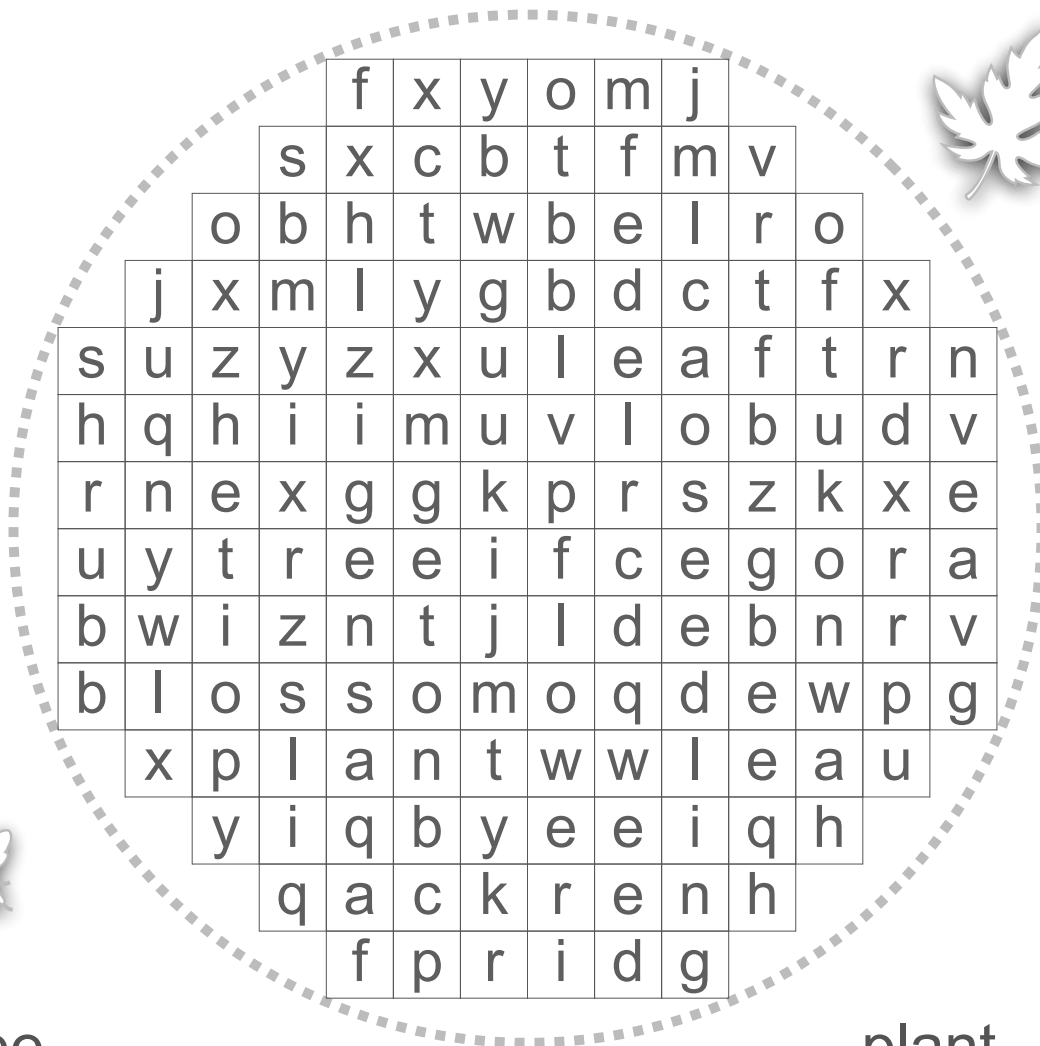 f x y o m j
s x c b t f m v
o b h t w b e l r o
j x m l y g b d c t f x
s u z y z x u l e a f t r n
h q h i i m u v l o b u d v
r n e x g g k p r s z k x e
u y t r e e i f c e g o r a
b w i z n t j l d e b n r v
b l o s s o m o q d e w p g
x p l a n t w w l e a u
y i q b y e e i q h
q a c k r e n h
f p r i d g
plant